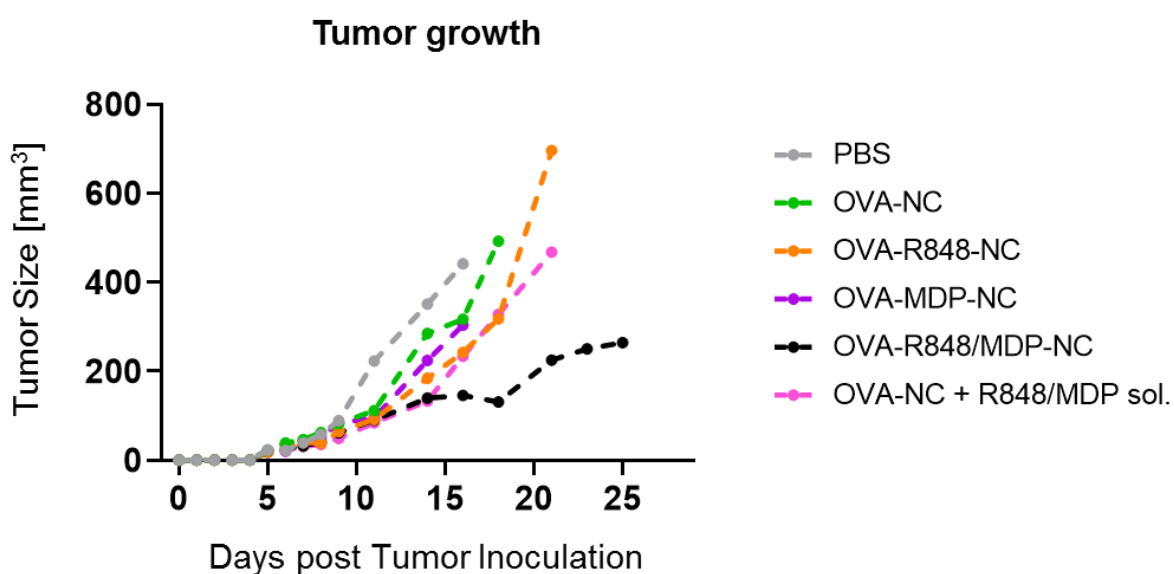 Tumor growth
Tumor Size [mm³]
800
600
400
200
0
0 5 10 15 20 25
Days post Tumor Inoculation
PBS
OVA-NC
OVA-R848-NC
OVA-MDP-NC
OVA-R848/MDP-NC
OVA-NC + R848/MDP sol.